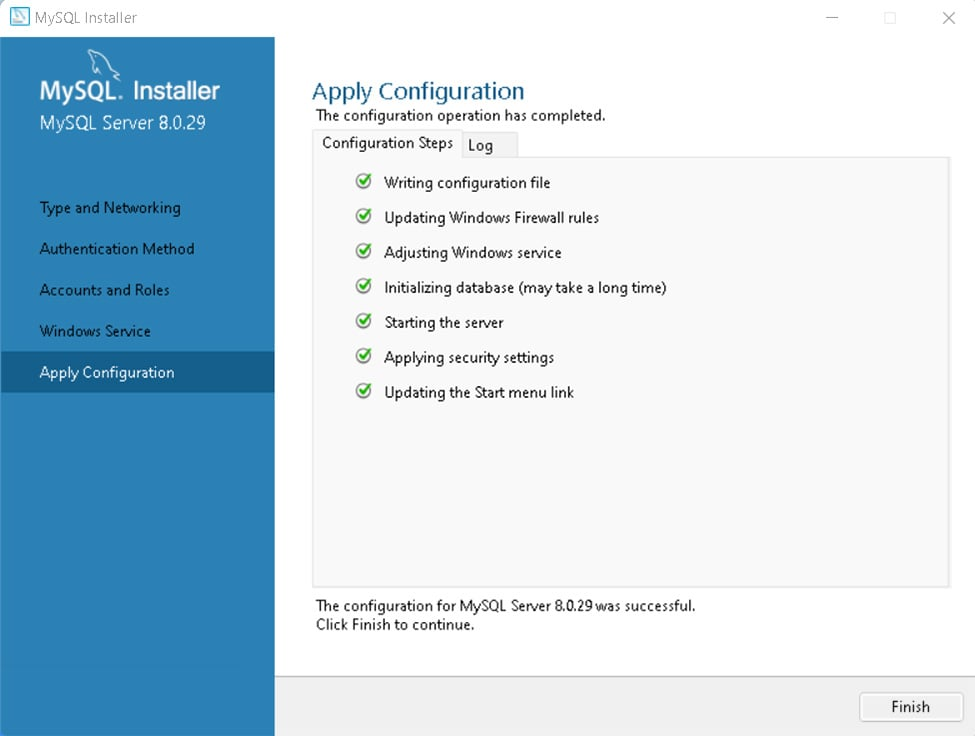 MySQL Installer
MySQL. Installer
MySQL Server 8.0.29
Type and Networking
Authentication Method
Accounts and Roles
Windows Service
Apply Configuration
Apply Configuration
The configuration operation has completed.
Configuration Steps Log
Writing configuration file
Updating Windows Firewall rules
Adjusting Windows service
Initializing database (may take a long time)
Starting the server
Applying security settings
Updating the Start menu link
The configuration for MySQL Server 8.0.29 was successful.
Click Finish to continue.
Finish